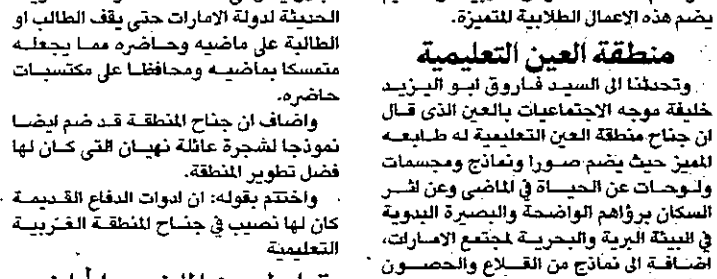 يضم هذه الاعمال الطلابية المتميزة.
منطقة العين التعليمية
وتحدثنا الى السيد فاروق ابو اليزيد
خليفة موجه الاجتماعيات بالعين الذى قال
ان جناح منطقة العين التعليمية له طابعه
المميز حيث يضم صورا ونماذج ومجسمات
ولوحات عن الحياة في الماضى وعن اثر
السكان برؤاهم الواضحة والبصيرة البدوية
في البيئة البرية والبحرية لمجتمع الامارات،
اضافة الى نماذج من القلاع والحصون
الحديثة لدولة الامارات حتى يقف الطالب او
الطالبة على ماضيه وحاضره مما يجعله
متمسكا بماضيه ومحافظا على مكتسبات
حاضره.
واضاف ان جناح المنطقة قد ضم ايضا
نموذجا لشجرة عائلة نهيان التى كان لها
فضل تطوير المنطقة.
واختتم بقوله: ان ادوات الدفاع القديمة
كان لها نصيب في جناح المنطقة الغربية
التعليمية